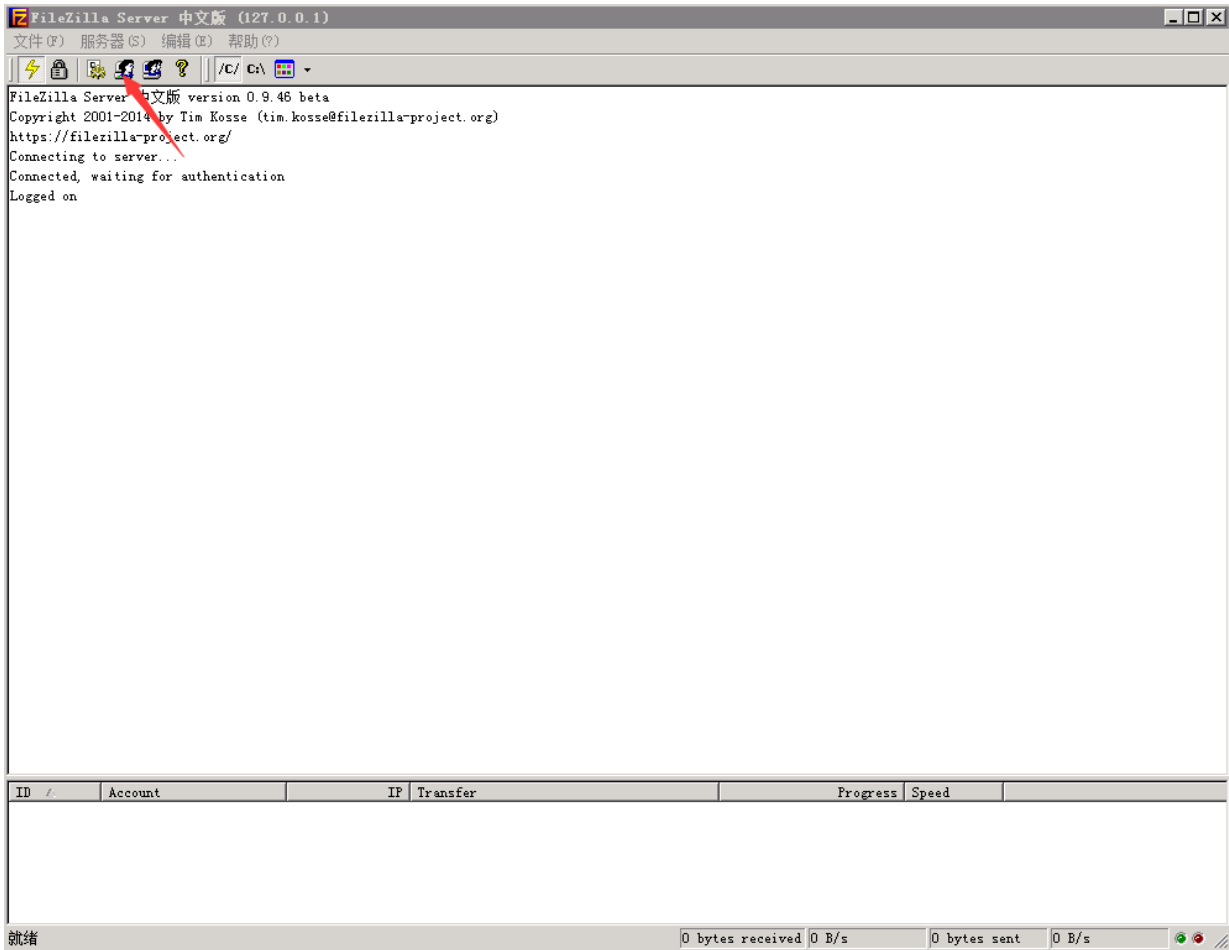 FileZilla Server 中文版 (127.0.0.1)
文件(F) 服务器(S) 编辑(E) 帮助(?)
/C/ C:\
FileZilla Server 中文版 version 0.9.46 beta
Copyright 2001-2014 by Tim Kosse (tim.kosse@filezilla-project.org)
https://filezilla-project.org/
Connecting to server...
Connected, waiting for authentication
Logged on
ID Account IP Transfer Progress Speed
就绪 0 bytes received 0 B/s 0 bytes sent 0 B/s